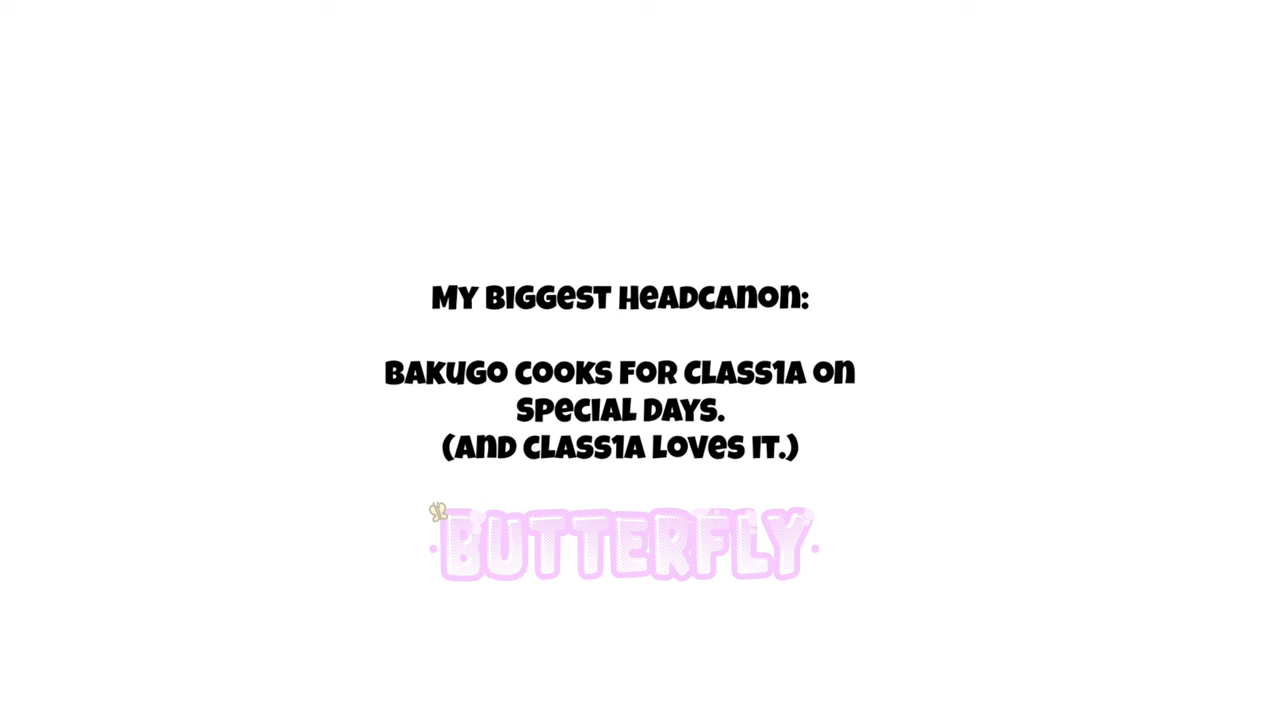 My Biggest Headcanon:
Bakugo cooks for class1A on
special days.
(And class1A loves it.)
BUTTERFLY